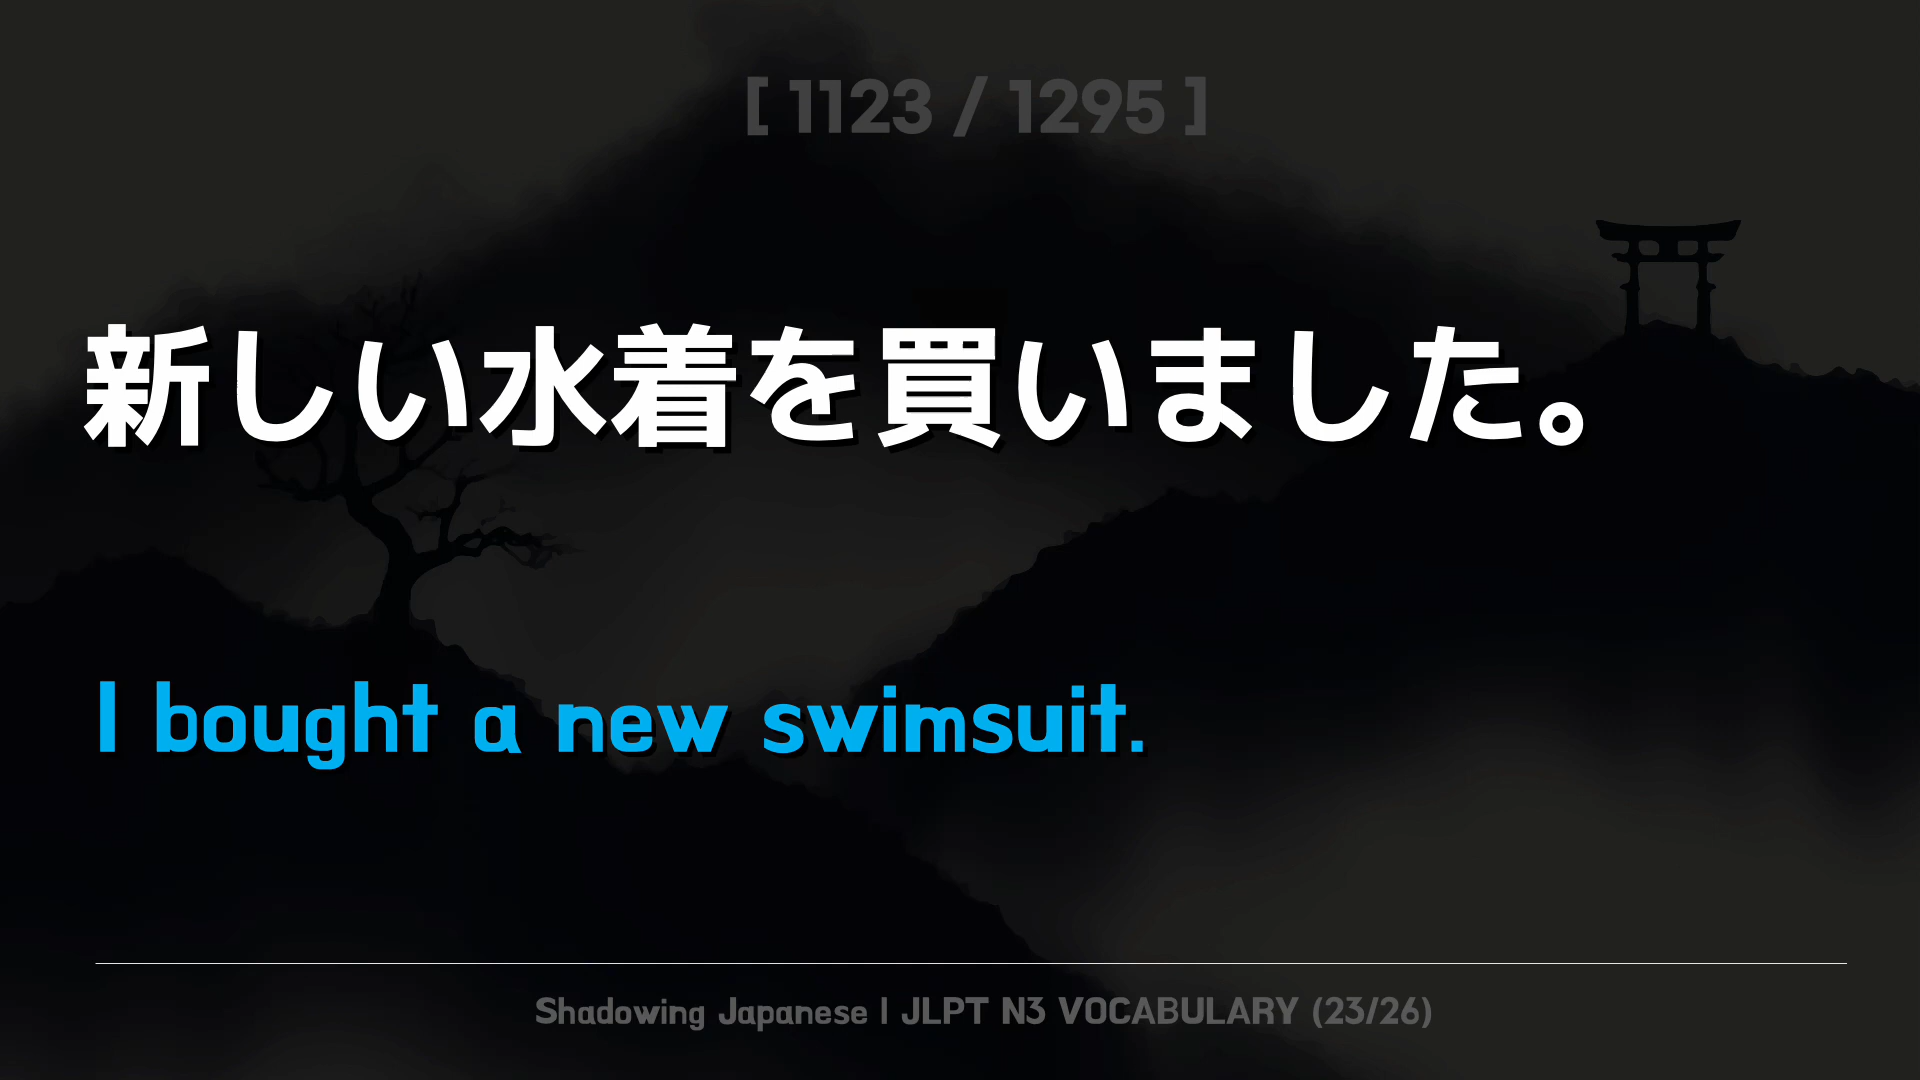 [ 1123 / 1295 ]
新しい水着を買いました。
I bought a new swimsuit.
Shadowing Japanese | JLPT N3 VOCABULARY (23/26)